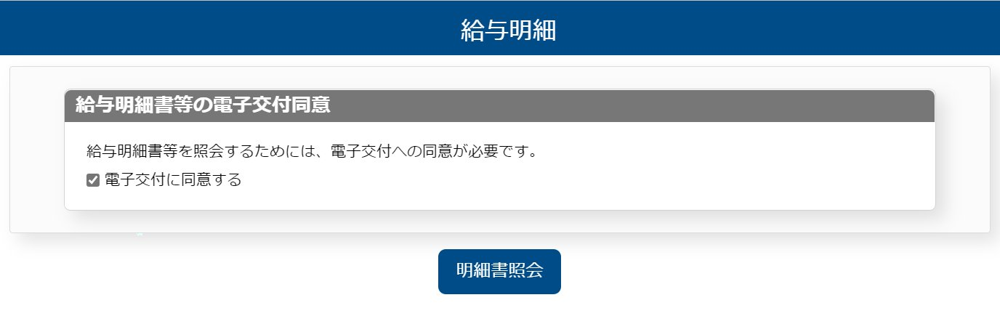 給与明細
給与明細書等の電子交付同意
給与明細書等を照会するためには、電子交付への同意が必要です。
電子交付に同意する
明細書照会